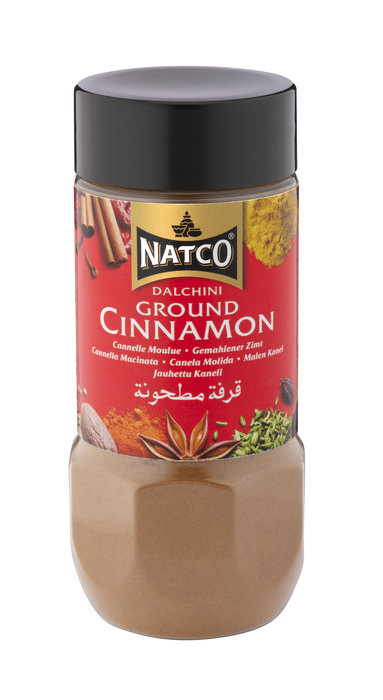 NATCO®
DALCHINI
GROUND
CINNAMON
Cannelle Moulue • Gemahlener Zimt
Cannella Macinata • Canela Molida • Malen Kanel
Jauhettu Kaneli
قرفة مطحونة